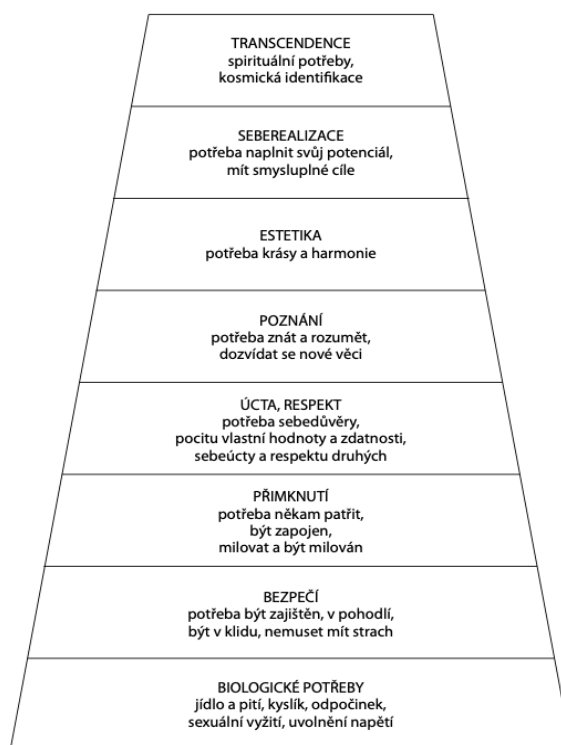 TRANSCENDENCE
spirituální potřeby,
kosmická identifikace
SEBEREALIZACE
potřeba naplnit svůj potenciál,
mít smysluplné cíle
ESTETIKA
potřeba krásy a harmonie
POZNÁNÍ
potřeba znát a rozumět,
dozvídat se nové věci
ÚCTA, RESPEKT
potřeba sebedůvěry,
pocitu vlastní hodnoty a zdatnosti,
sebeúcty a respektu druhých
PŘIMKNUTÍ
potřeba někam patřit,
být zapojen,
milovat a být milován
BEZPEČÍ
potřeba být zajištěn, v pohodlí,
být v klidu, nemuset mít strach
BIOLOGICKÉ POTŘEBY
jídlo a pití, kyslík, odpočinek,
sexuální vyžití, uvolnění napětí